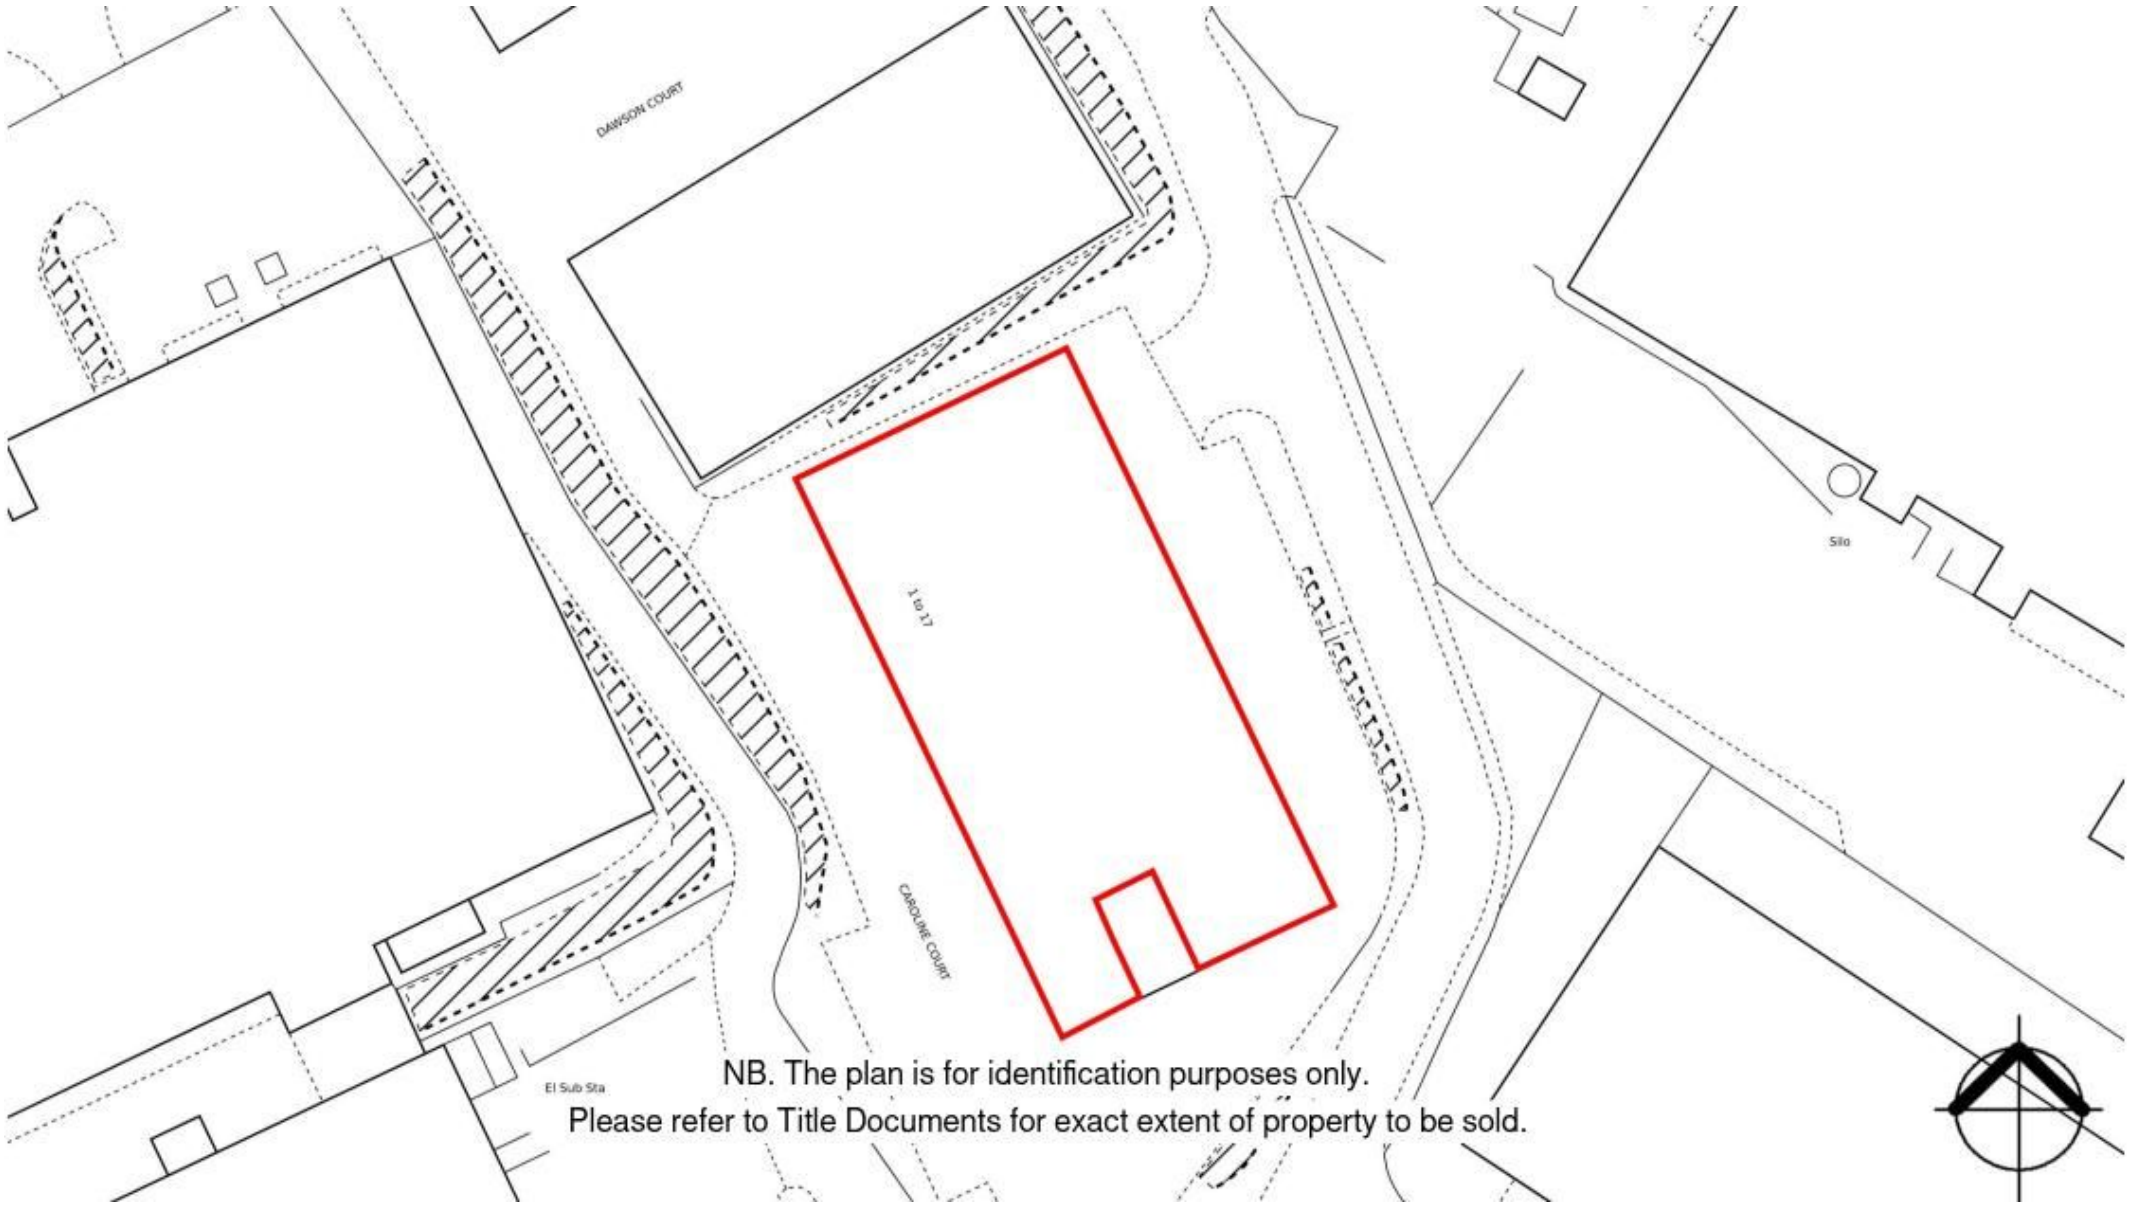 DAWSON COURT
Silo
1 to 17
CAROLINE COURT
El Sub Sta
NB. The plan is for identification purposes only.
Please refer to Title Documents for exact extent of property to be sold.